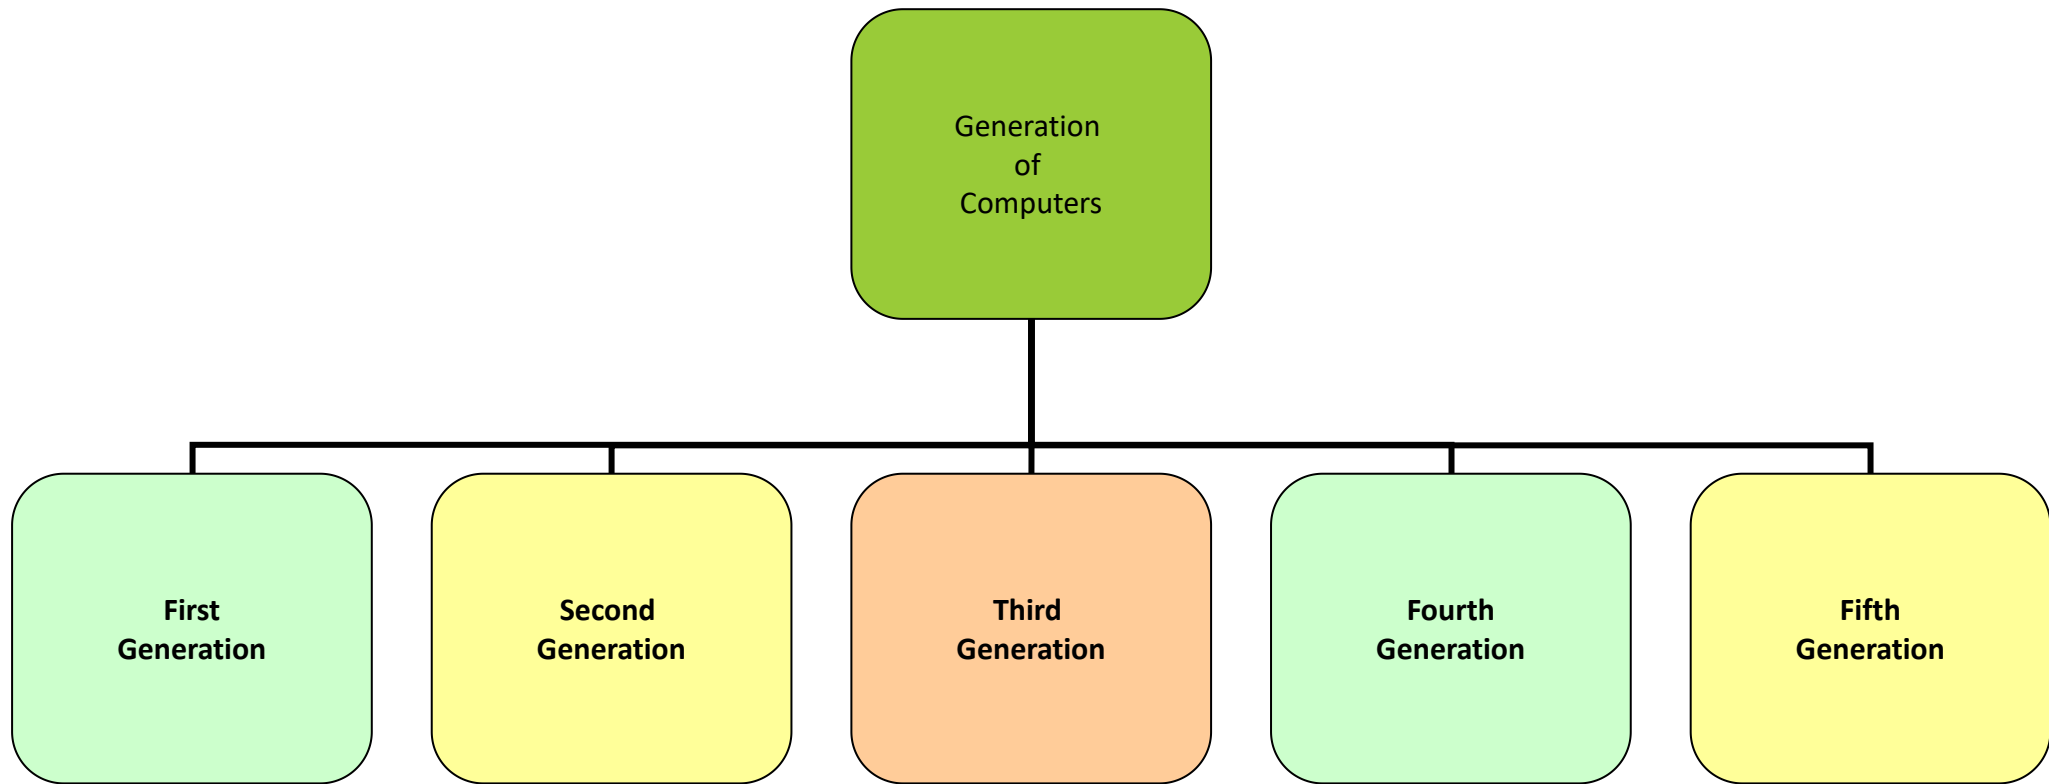 Generation
of
Computers
First
Generation
Second
Generation
Third
Generation
Fourth
Generation
Fifth
Generation